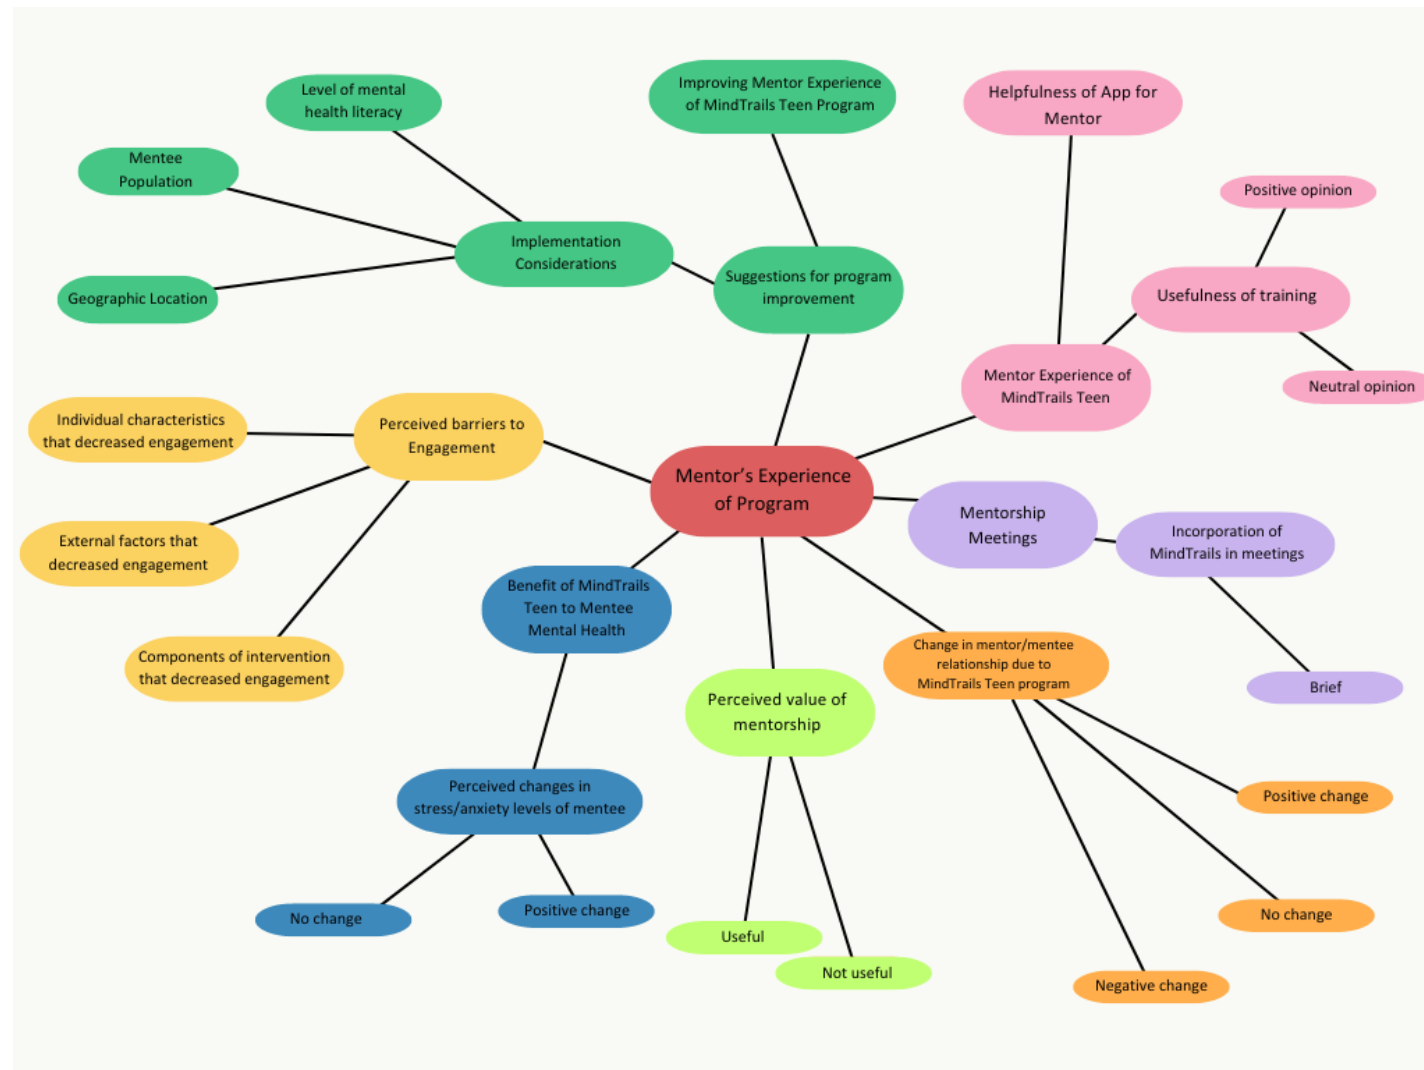 Level of mental
health literacy
Improving Mentor Experience
of MindTrails Teen Program
Helpfulness of App for
Mentor
Mentee
Population
Positive opinion
Implementation
Considerations
Suggestions for program
improvement
Usefulness of training
Geographic Location
Mentor Experience of
MindTrails Teen
Neutral opinion
Individual characteristics
that decreased engagement
Perceived barriers to
Engagement
Mentor’s Experience
of Program
Mentorship
Meetings
Incorporation of
MindTrails in meetings
External factors that
decreased engagement
Benefit of MindTrails
Teen to Mentee
Mental Health
Components of intervention
that decreased engagement
Change in mentor/mentee
relationship due to
MindTrails Teen program
Brief
Perceived value of
mentorship
Perceived changes in
stress/anxiety levels of mentee
Positive change
No change
Positive change
No change
Useful
Not useful
Negative change